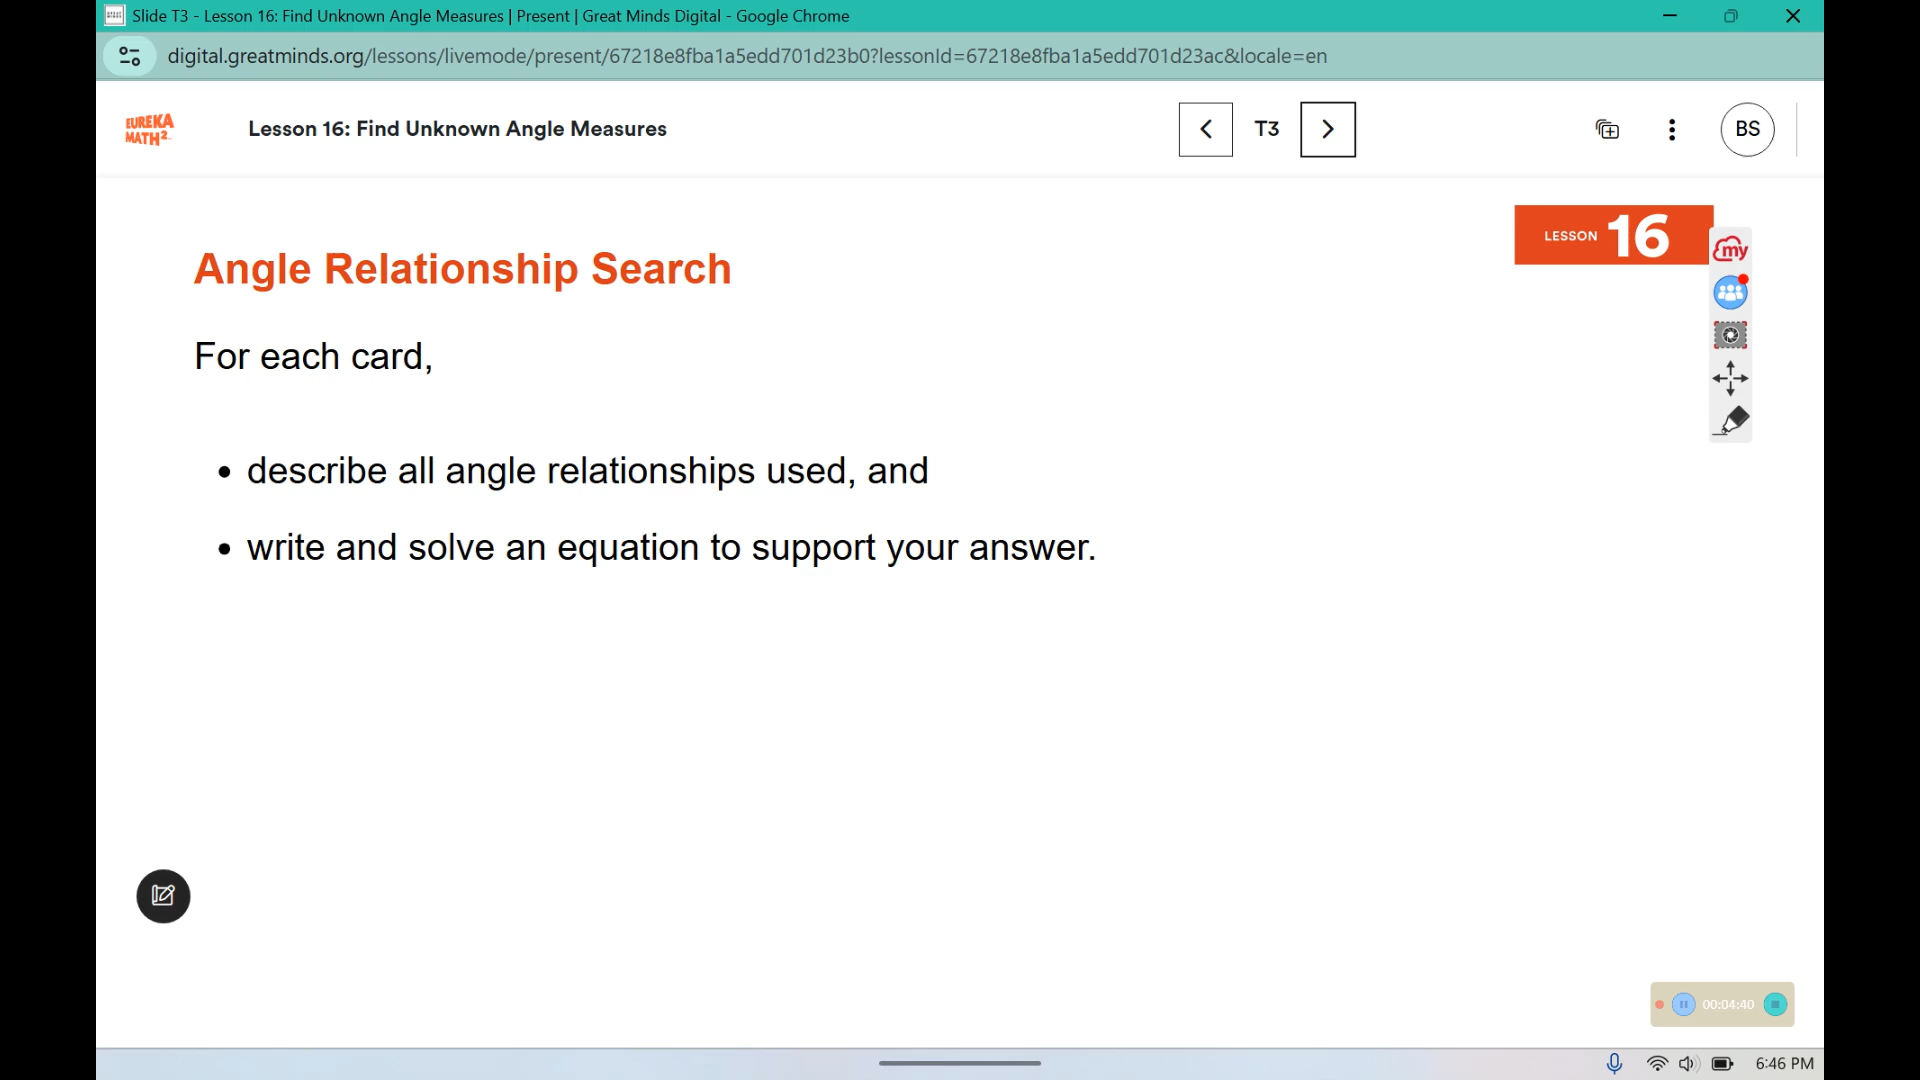 Slide T3 - Lesson 16: Find Unknown Angle Measures | Present | Great Minds Digital - Google Chrome
digital.greatminds.org/lessons/livemode/present/67218e8fba1a5edd701d23b0?lessonId=67218e8fba1a5edd701d23ac&locale=en
EUREKA
MATH²
Lesson 16: Find Unknown Angle Measures
T3
BS
LESSON 16
my
Angle Relationship Search
For each card,
• describe all angle relationships used, and
• write and solve an equation to support your answer.
00:04:40
6:46 PM